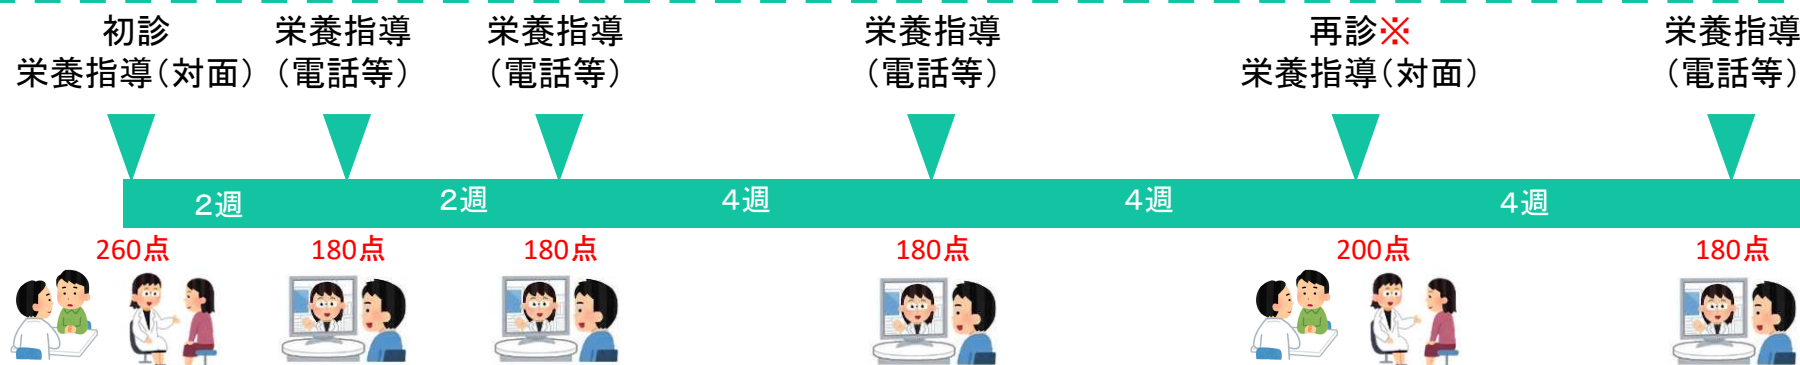 初診
栄養指導(対面)
栄養指導
(電話等)
栄養指導
(電話等)
栄養指導
(電話等)
再診※
栄養指導(対面)
栄養指導
(電話等)
2週
2週
4週
4週
4週
260点
180点
180点
180点
200点
180点